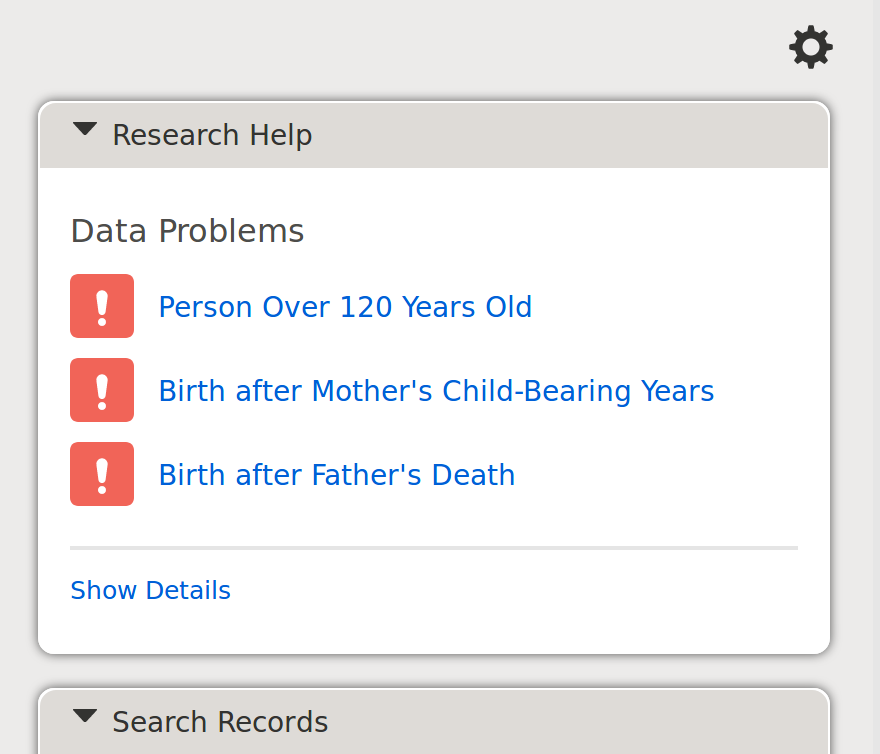 Research Help
Data Problems
Person Over 120 Years Old
Birth after Mother's Child-Bearing Years
Birth after Father's Death
Show Details
Search Records